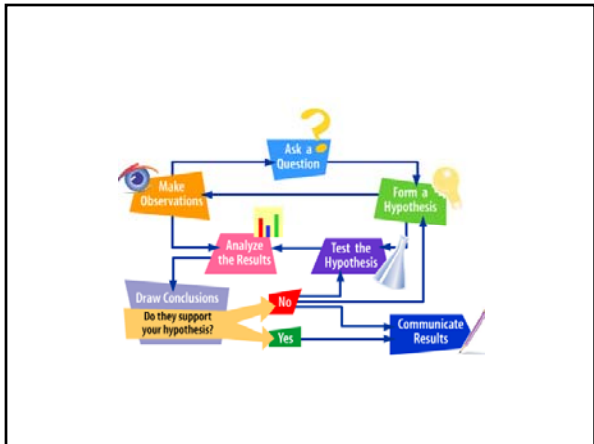 Ask a
Question
Make
Observations
Form a
Hypothesis
Analyze
the Results
Test the
Hypothesis
Draw Conclusions
Do they support
your hypothesis?
No
Yes
Communicate
Results